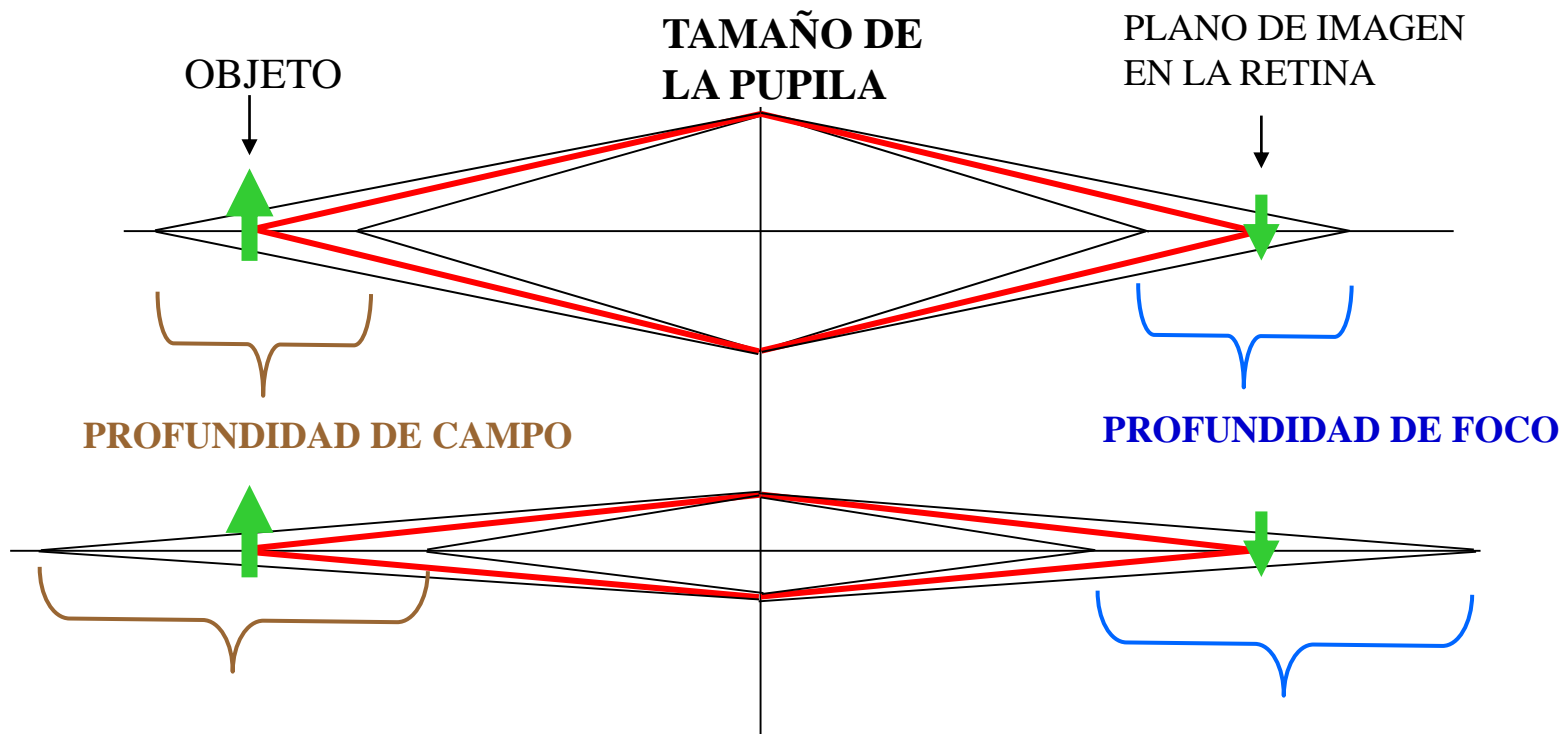 OBJETO
TAMAÑO DE
LA PUPILA
PLANO DE IMAGEN
EN LA RETINA
PROFUNDIDAD DE CAMPO
PROFUNDIDAD DE FOCO